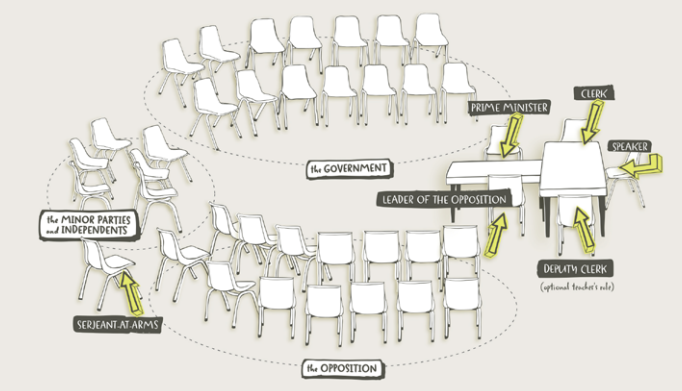 CLERK
PRIME MINISTER
SPEAKER
the GOVERNMENT
LEADER OF THE OPPOSITION
the MINOR PARTIES
and INDEPENDENTS
DEPUTY CLERK
(optional teacher's role)
SERJEANT-AT-ARMS
the OPPOSITION